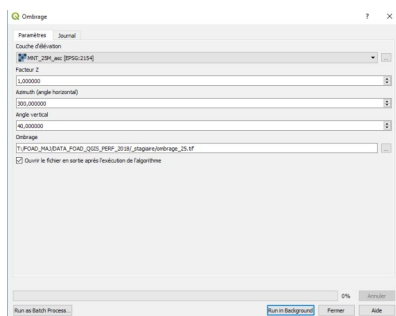 Ombrage
? ×
Paramètres Journal
Couche d'élévation
MNT_25M_asc [EPSG:2154]
...
Facteur Z
1,000000
Azimuth (angle horizontal)
300,000000
Angle vertical
40,000000
Ombrage
T:/FOAD_MAJ/DATA_FOAD_QGIS_PERF_2018/_stagiaire/ombrage_25.tif
...
Ouvrir le fichier en sortie après l'exécution de l'algorithme
0% Annuler
Run as Batch Process... Run in Background Fermer Aide